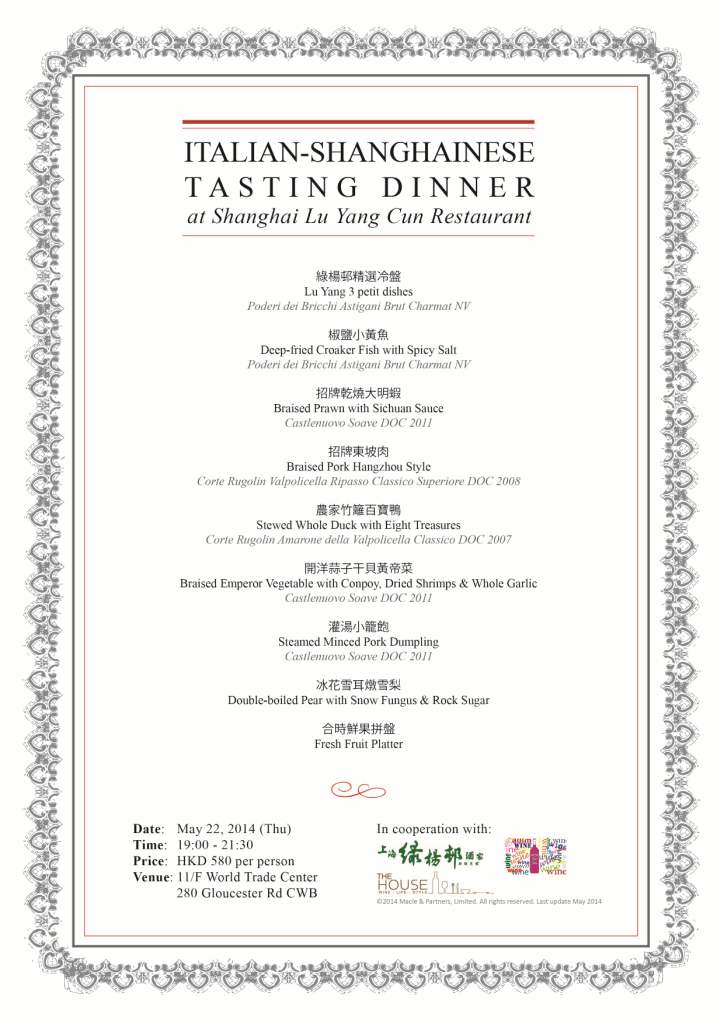 ITALIAN-SHANGHAINESE
TASTING DINNER
at Shanghai Lu Yang Cun Restaurant
綠楊邨精選冷盤
Lu Yang 3 petit dishes
Poderi dei Bricchi Astigani Brut Charmat NV
椒鹽小黃魚
Deep-fried Croaker Fish with Spicy Salt
Poderi dei Bricchi Astigani Brut Charmat NV
招牌乾燒大明蝦
Braised Prawn with Sichuan Sauce
Castlenuovo Soave DOC 2011
招牌東坡肉
Braised Pork Hangzhou Style
Corte Rugolin Valpolicella Ripasso Classico Superiore DOC 2008
農家竹籮百寶鴨
Stewed Whole Duck with Eight Treasures
Corte Rugolin Amarone della Valpolicella Classico DOC 2007
開洋蒜子干貝黃帝菜
Braised Emperor Vegetable with Conpoy, Dried Shrimps & Whole Garlic
Castlenuovo Soave DOC 2011
灌湯小籠飽
Steamed Minced Pork Dumpling
Castlenuovo Soave DOC 2011
冰花雪耳燉雪梨
Double-boiled Pear with Snow Fungus & Rock Sugar
合時鮮果拼盤
Fresh Fruit Platter
Date: May 22, 2014 (Thu)
Time: 19:00 - 21:30
Price: HKD 580 per person
Venue: 11/F World Trade Center
280 Gloucester Rd CWB
In cooperation with:
上海綠楊邨酒家
THE
HOUSE
WINE · LIFE · STYLE
©2014 Macle & Partners, Limited. All rights reserved. Last update May 2014